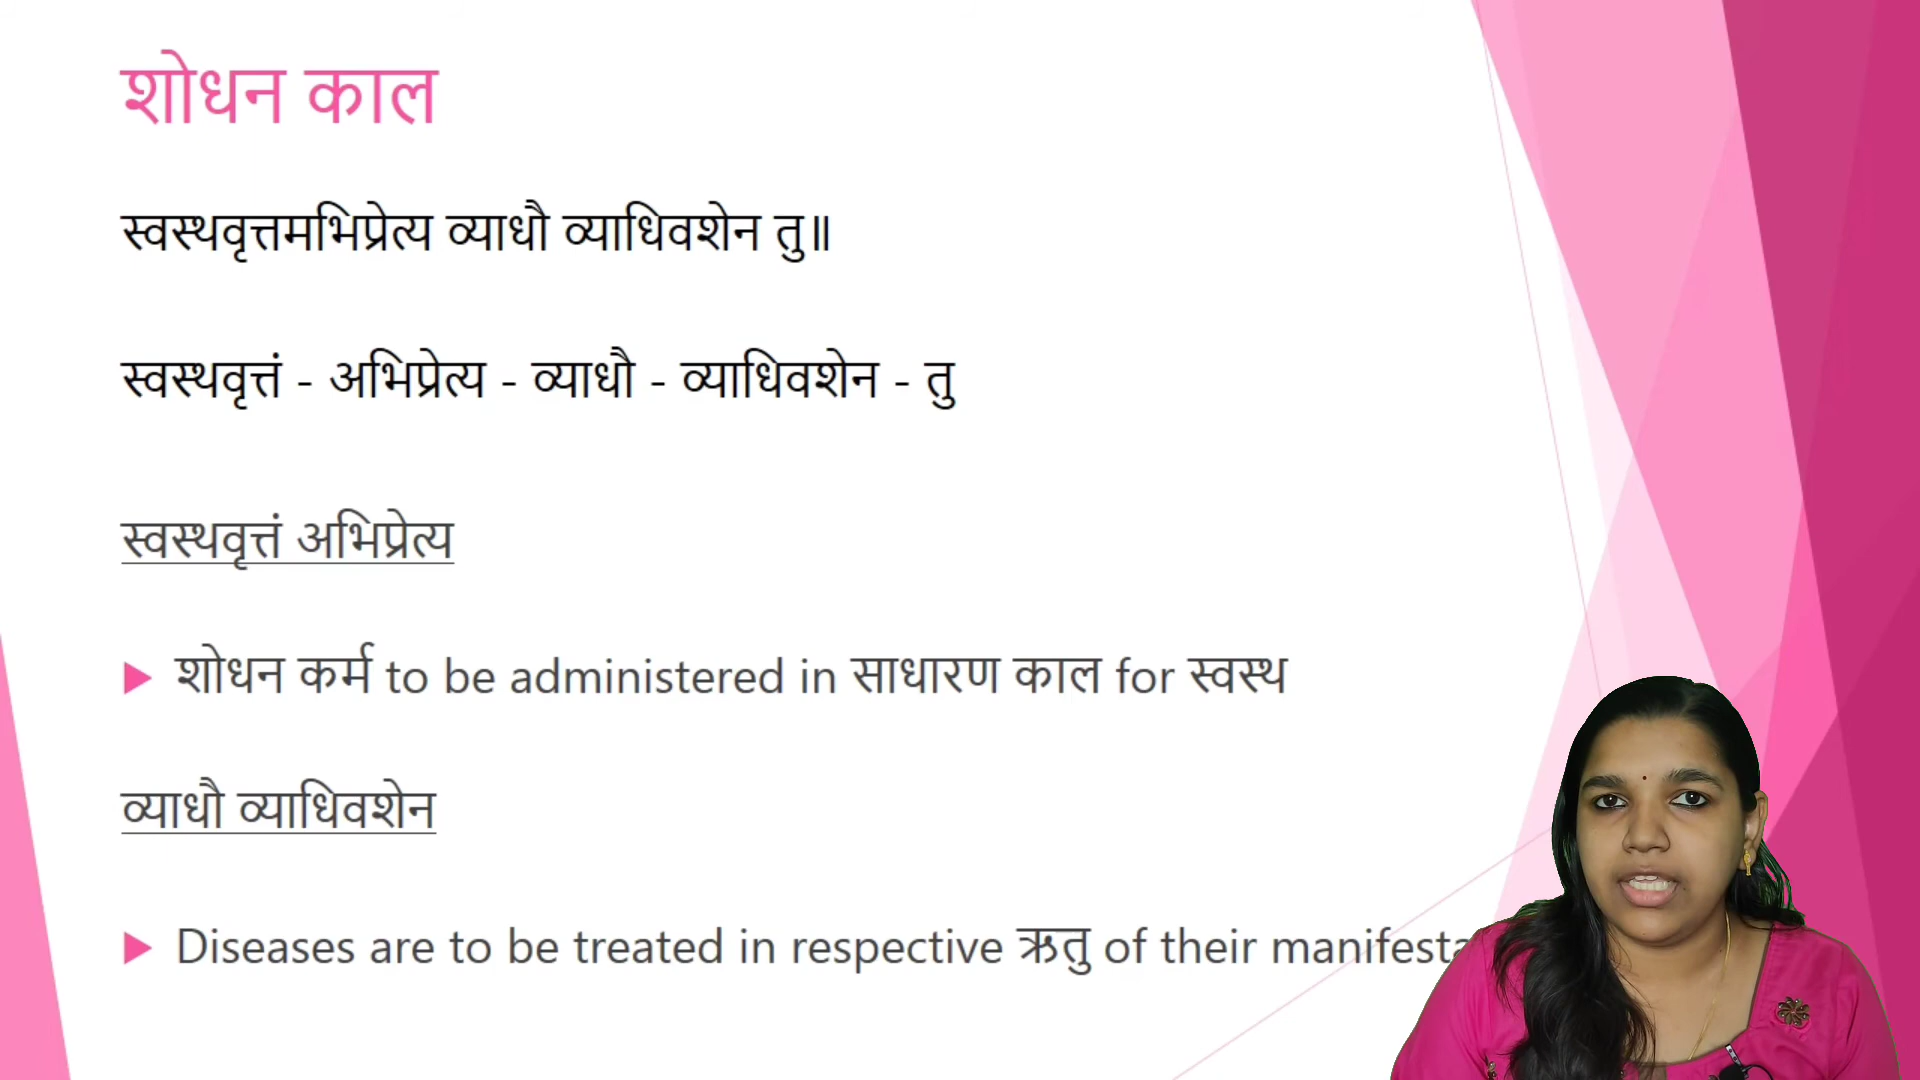 शोधन काल
स्वस्थवृत्तमभिप्रेत्य व्याधौ व्याधिवशेन तु॥
स्वस्थवृत्तं - अभिप्रेत्य - व्याधौ - व्याधिवशेन - तु
स्वस्थवृत्तं अभिप्रेत्य
शोधन कर्म to be administered in साधारण काल for स्वस्थ
व्याधौ व्याधिवशेन
Diseases are to be treated in respective ऋतु of their